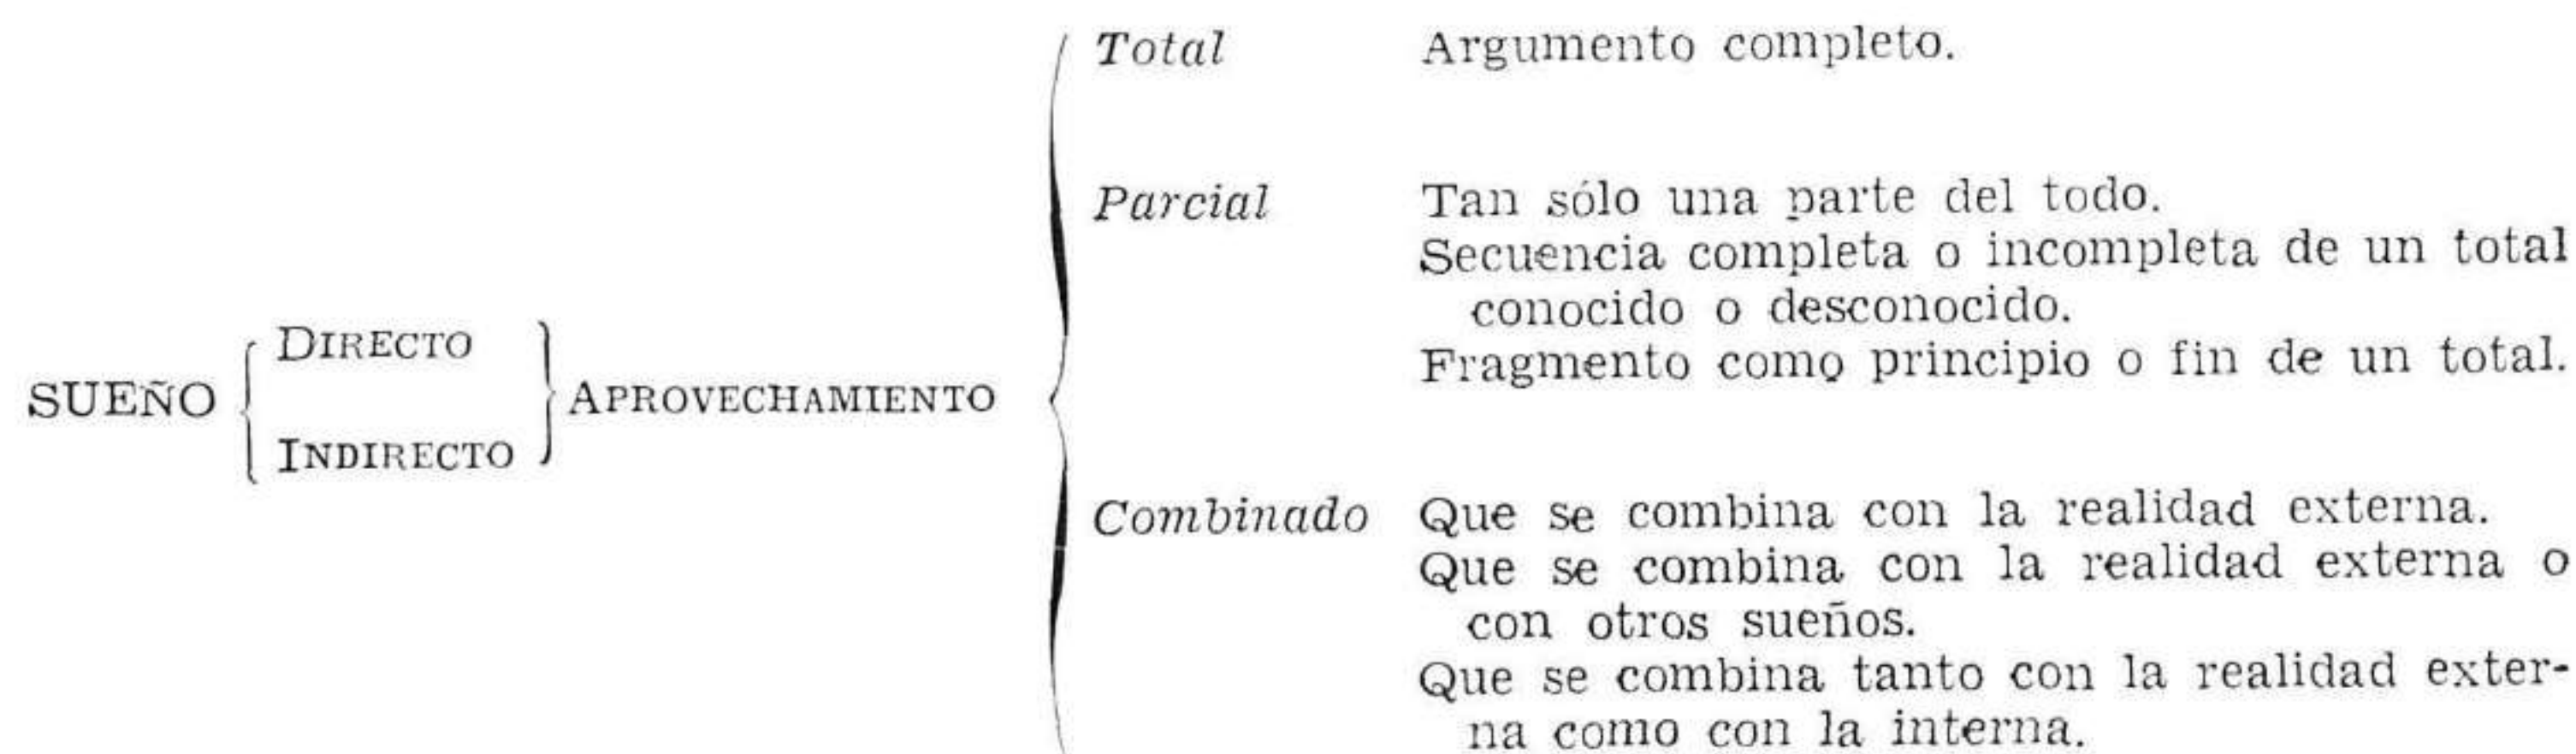 Total Argumento completo.
Parcial Tan sólo una parte del todo.
Secuencia completa o incompleta de un total
conocido o desconocido.
Fragmento como principio o fin de un total.
SUEÑO DIRECTO
INDIRECTO
APROVECHAMIENTO
Combinado Que se combina con la realidad externa.
Que se combina con la realidad externa o
con otros sueños.
Que se combina tanto con la realidad exter-
na como con la interna.